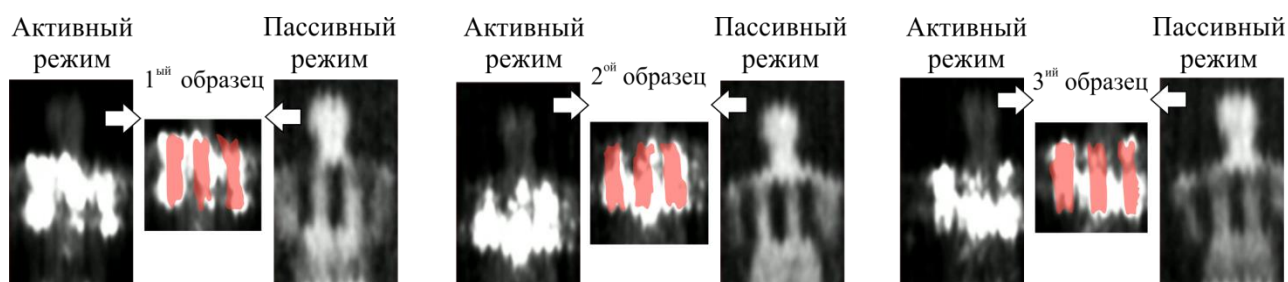 Активный режим
1ый образец
Пассивный режим
Активный режим
2ой образец
Пассивный режим
Активный режим
3ий образец
Пассивный режим